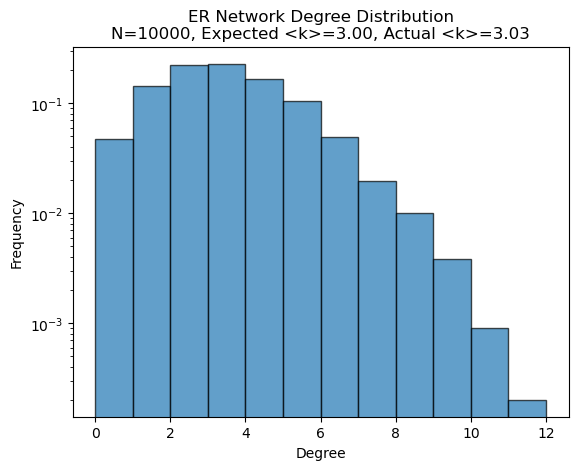 ER Network Degree Distribution
N=10000, Expected <k>=3.00, Actual <k>=3.03
Frequency
10⁻¹
10⁻²
10⁻³
0 2 4 6 8 10 12
Degree